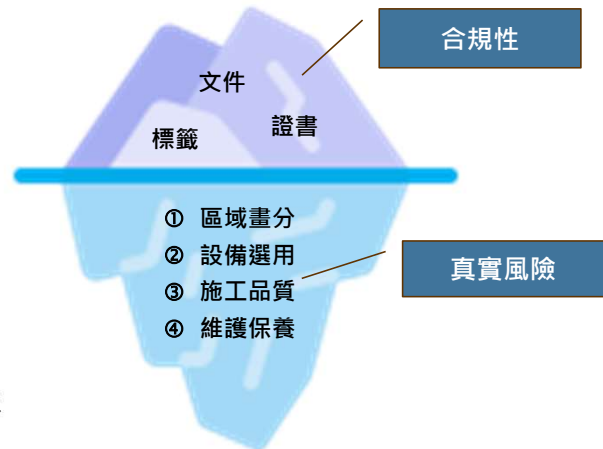 合規性
文件
證書
標籤
① 區域畫分
② 設備選用
③ 施工品質
④ 維護保養
真實風險